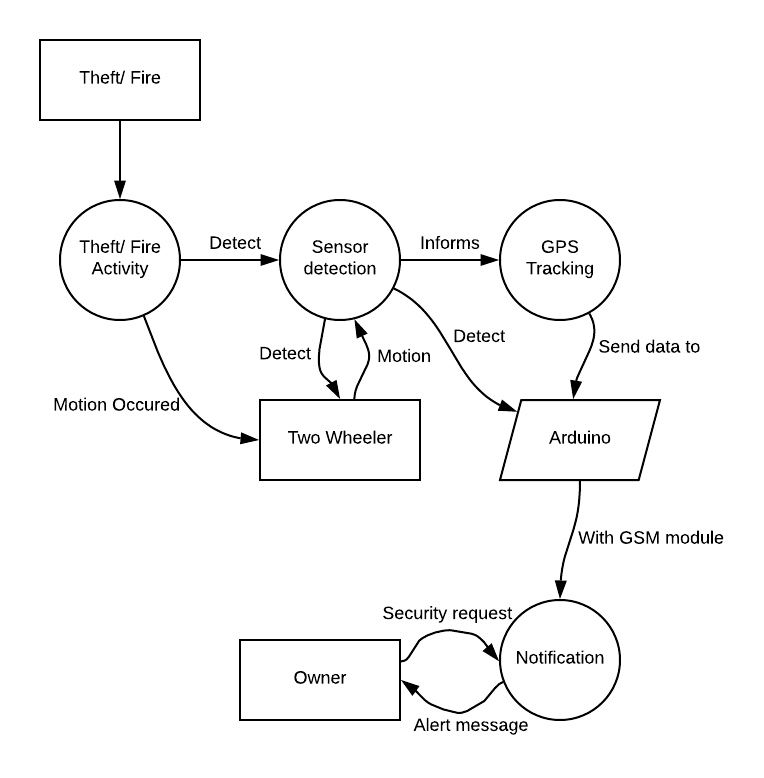 Theft/ Fire
Theft/ Fire
Activity
Detect
Sensor
detection
Informs
GPS
Tracking
Detect
Motion
Detect
Send data to
Motion Occured
Two Wheeler
Arduino
With GSM module
Security request
Notification
Owner
Alert message